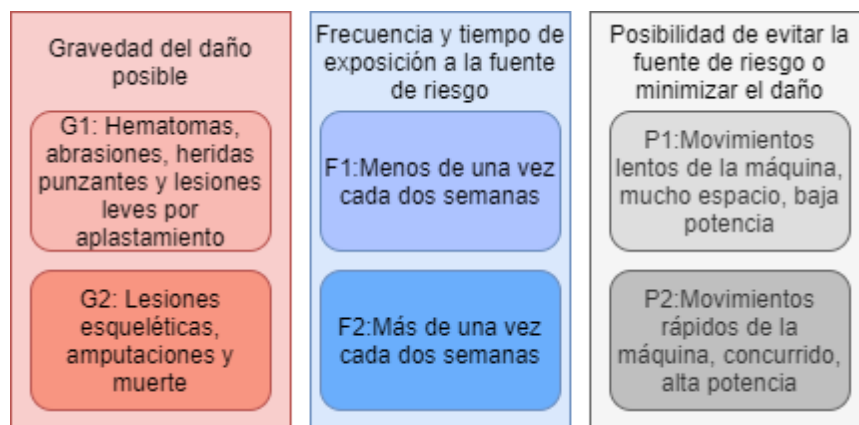 Gravedad del daño
posible
G1: Hematomas,
abrasiones, heridas
punzantes y lesiones
leves por
aplastamiento
G2: Lesiones
esqueléticas,
amputaciones y
muerte
Frecuencia y tiempo de
exposición a la fuente
de riesgo
F1:Menos de una vez
cada dos semanas
F2:Más de una vez
cada dos semanas
Posibilidad de evitar la
fuente de riesgo o
minimizar el daño
P1:Movimientos
lentos de la máquina,
mucho espacio, baja
potencia
P2:Movimientos
rápidos de la
máquina, concurrido,
alta potencia